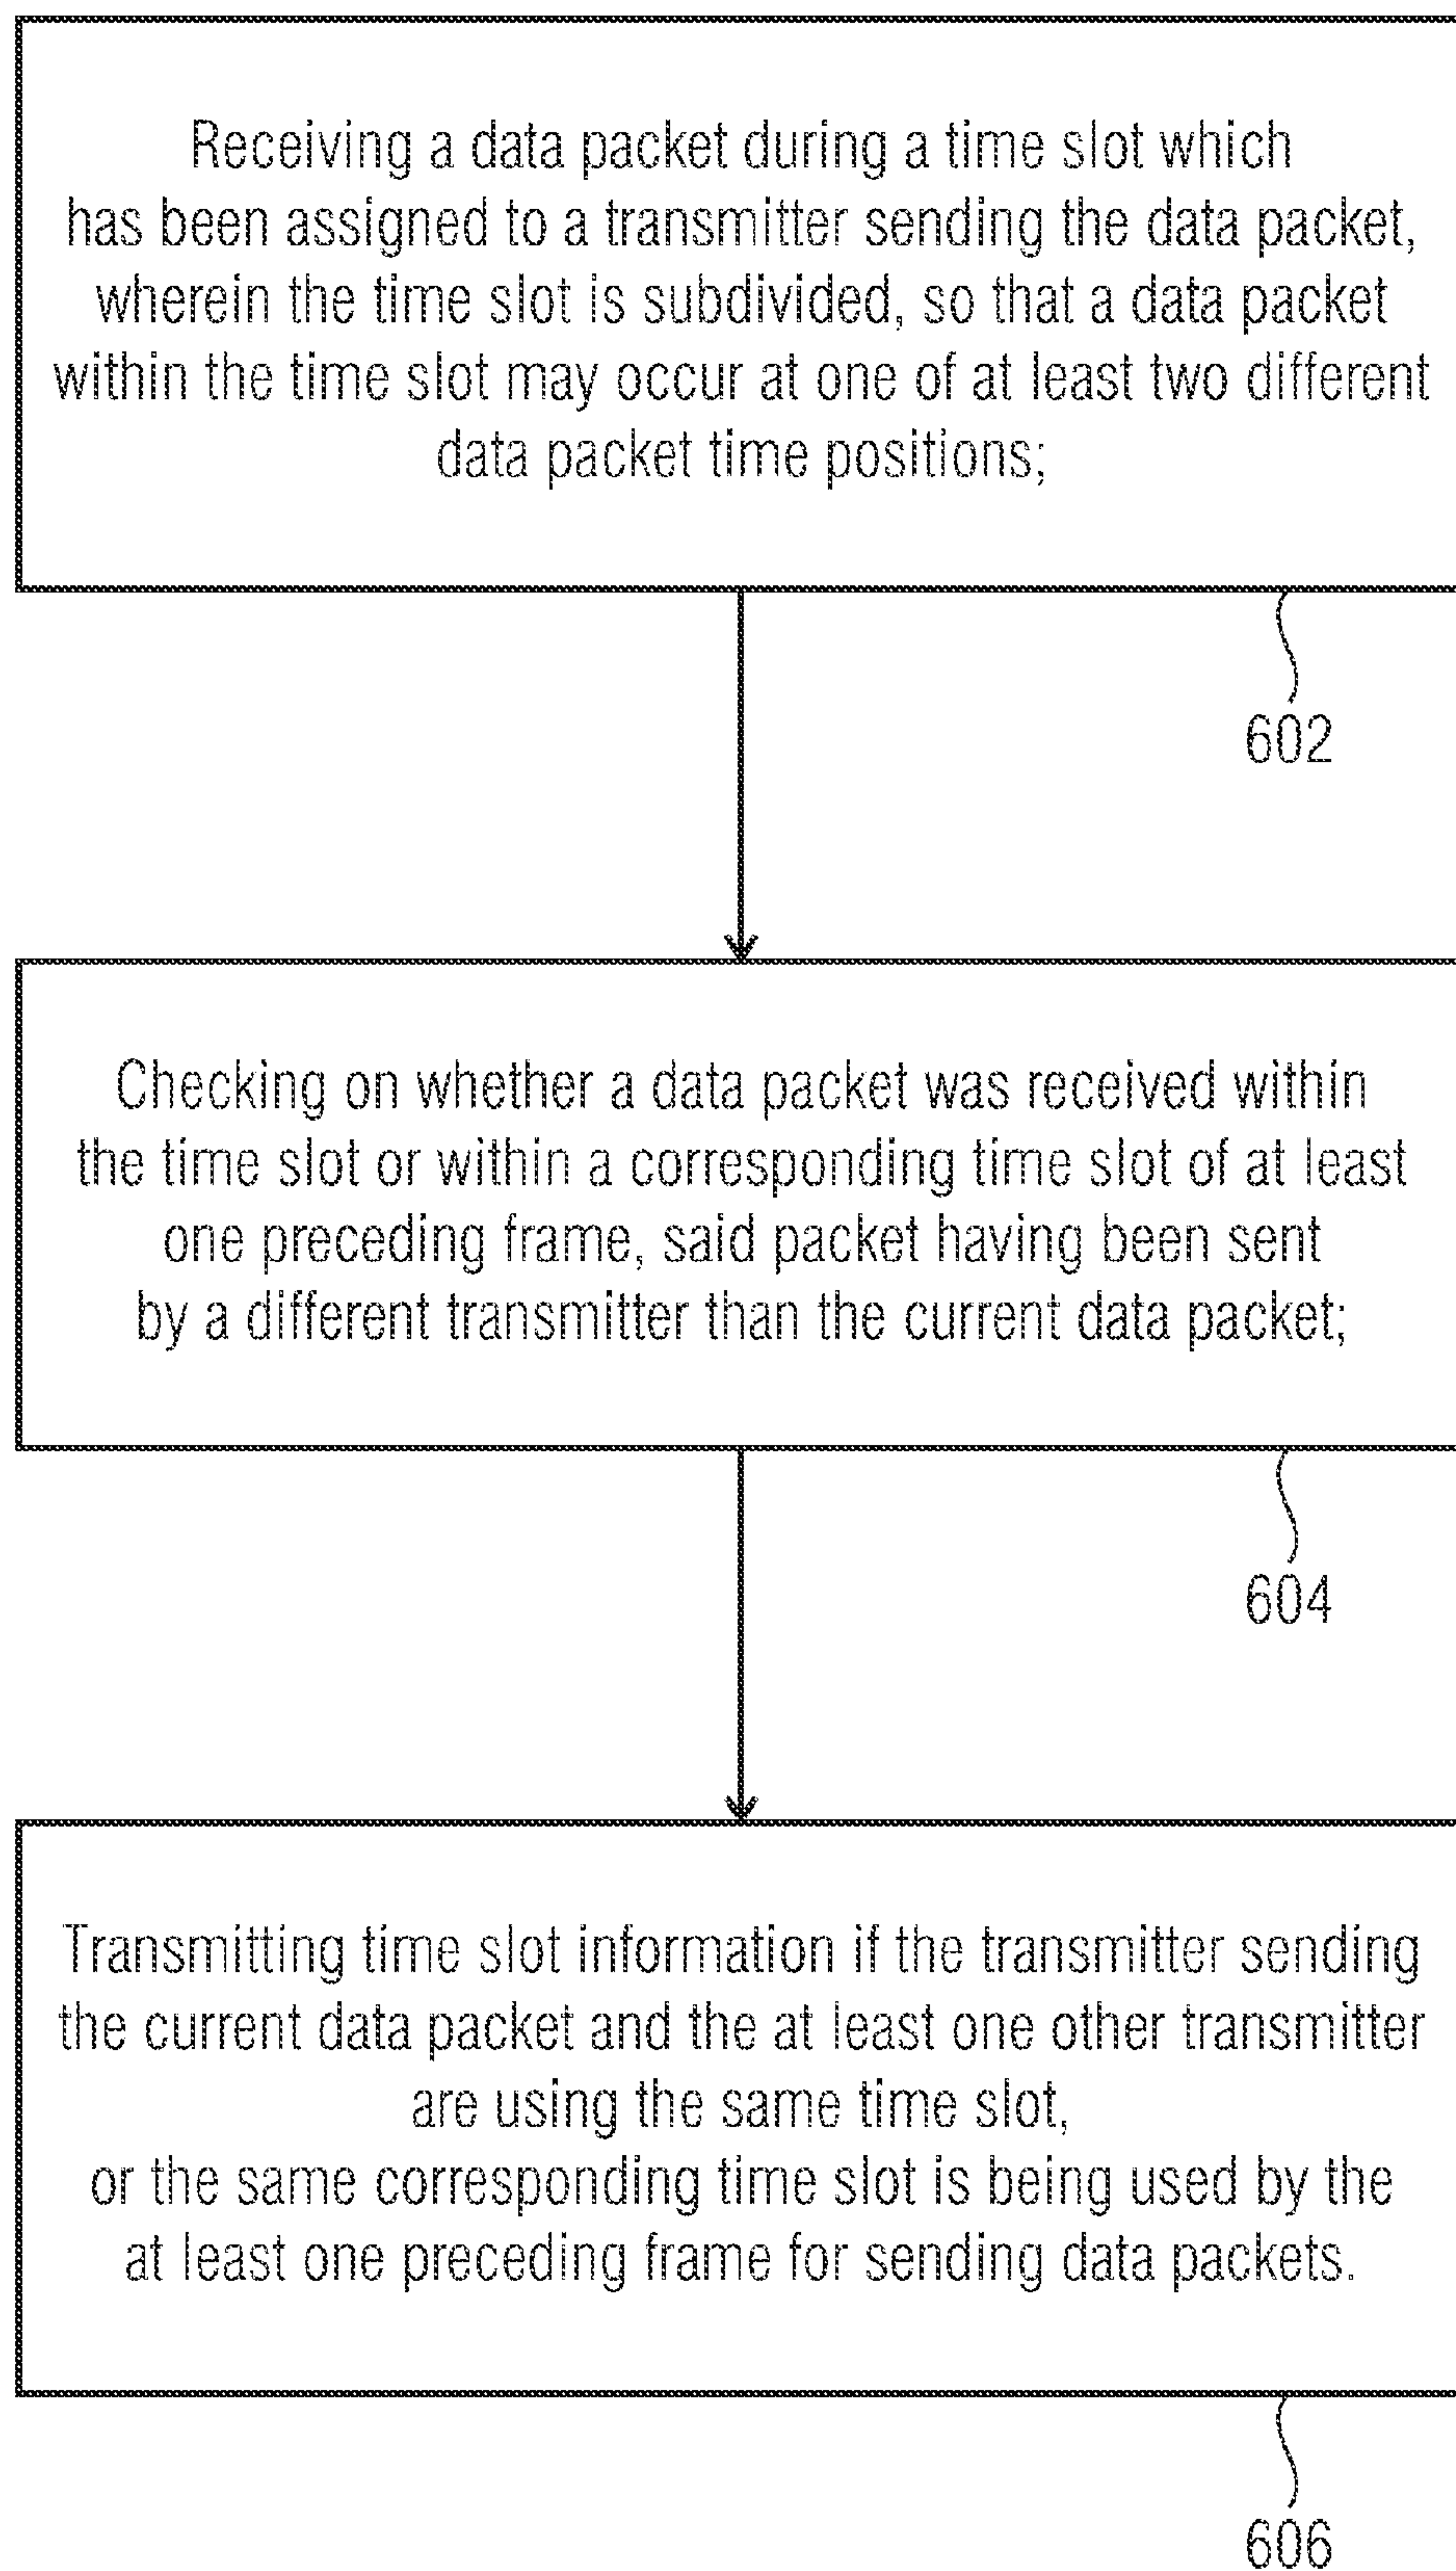 Receiving a data packet during a time slot which
has been assigned to a transmitter sending the data packet,
wherein the time slot is subdivided, so that a data packet
within the time slot may occur at one of at least two different
data packet time positions;
602
Checking on whether a data packet was received within
the time slot or within a corresponding time slot of at least
one preceding frame, said packet having been sent
by a different transmitter than the current data packet;
604
Transmitting time slot information if the transmitter sending
the current data packet and the at least one other transmitter
are using the same time slot,
or the same corresponding time slot is being used by the
at least one preceding frame for sending data packets.
606